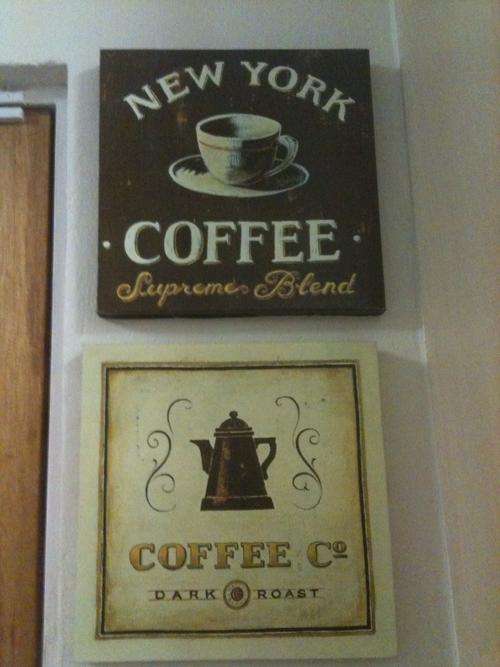 NEW YORK
· COFFEE ·
Supreme Blend
COFFEE Cº
DARK ROAST